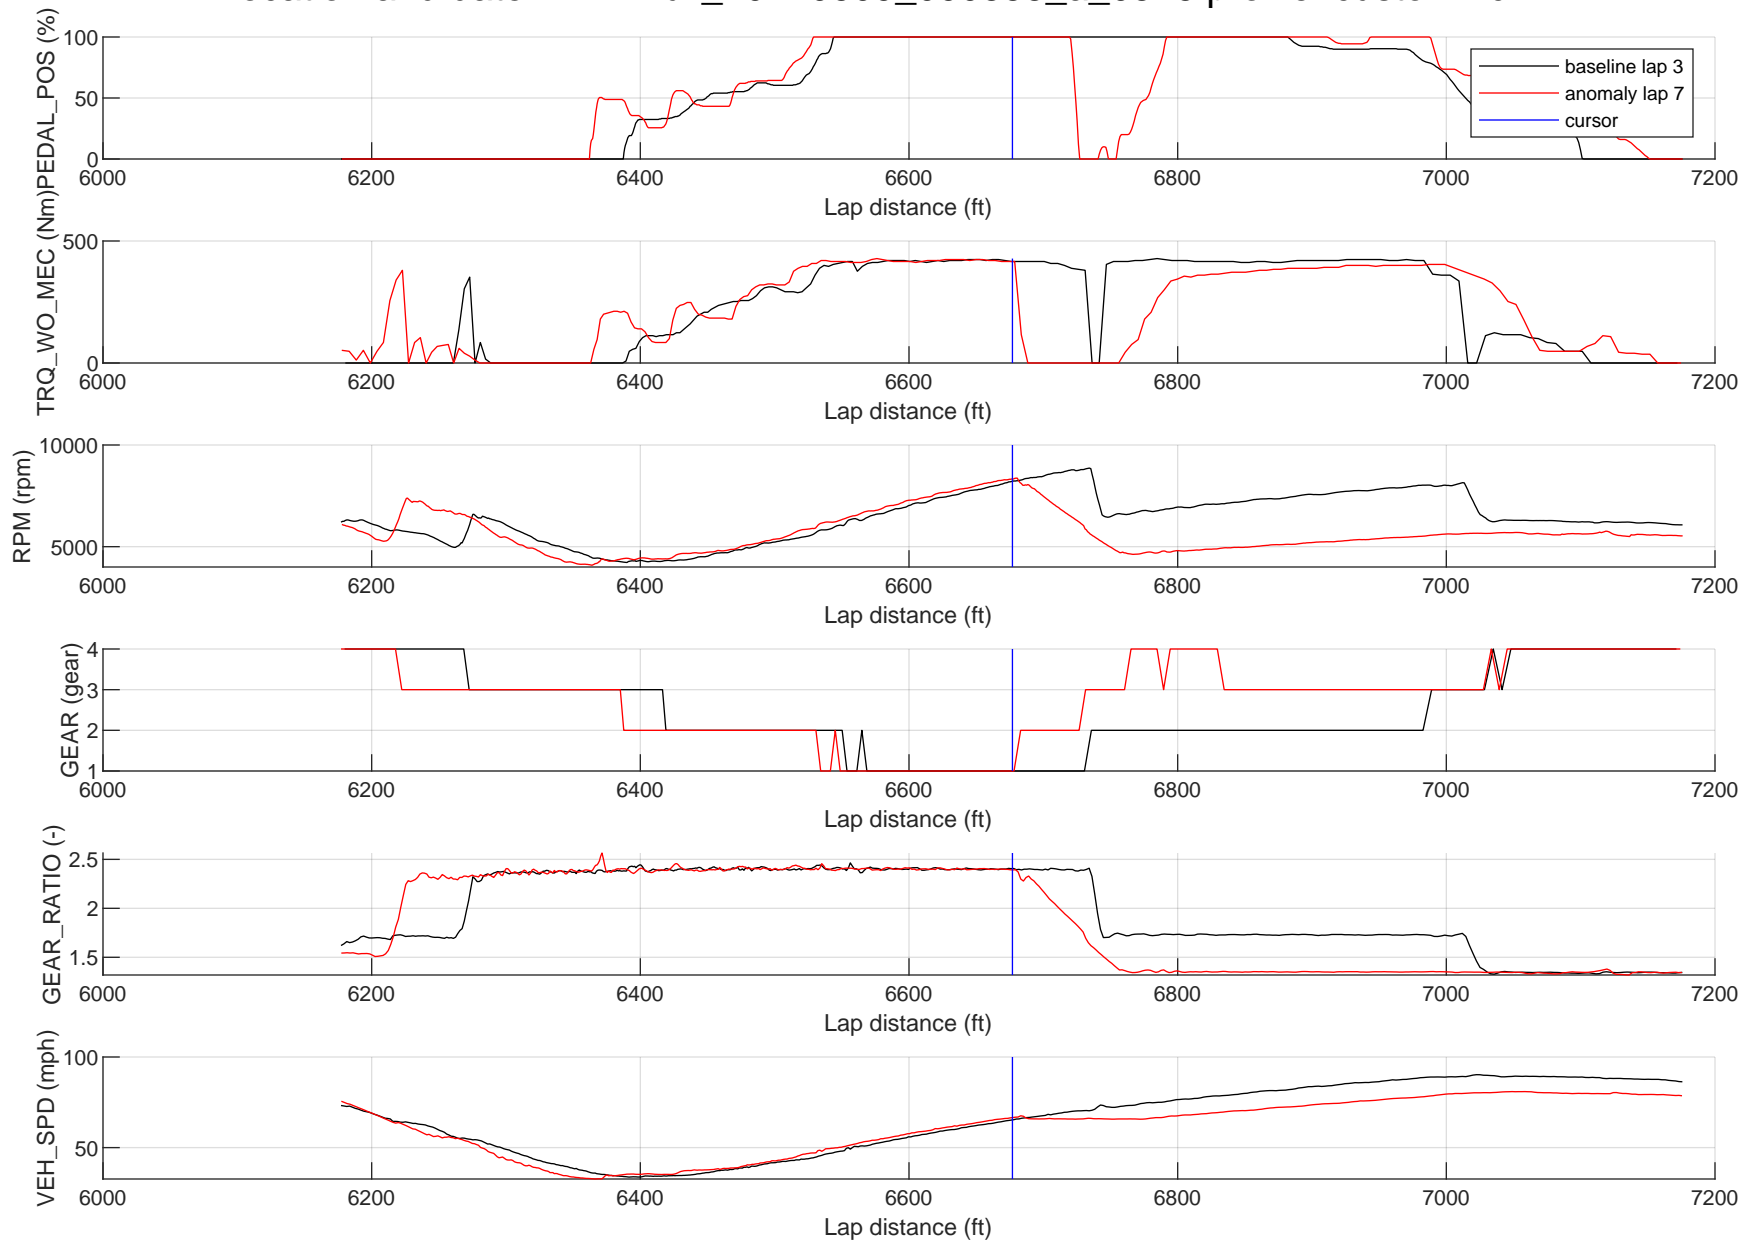 PEDAL_POS (%)
100
50
0
6000 6200 6400 6600 6800 7000 7200
Lap distance (ft)
baseline lap 3
anomaly lap 7
cursor
TRQ_WO_MEC (Nm)
500
0
6000 6200 6400 6600 6800 7000 7200
Lap distance (ft)
RPM (rpm)
10000
5000
6000 6200 6400 6600 6800 7000 7200
Lap distance (ft)
GEAR (gear)
4
3
2
1
6000 6200 6400 6600 6800 7000 7200
Lap distance (ft)
GEAR_RATIO (-)
2.5
2
1.5
6000 6200 6400 6600 6800 7000 7200
Lap distance (ft)
VEH_SPD (mph)
100
50
6000 6200 6400 6600 6800 7000 7200
Lap distance (ft)